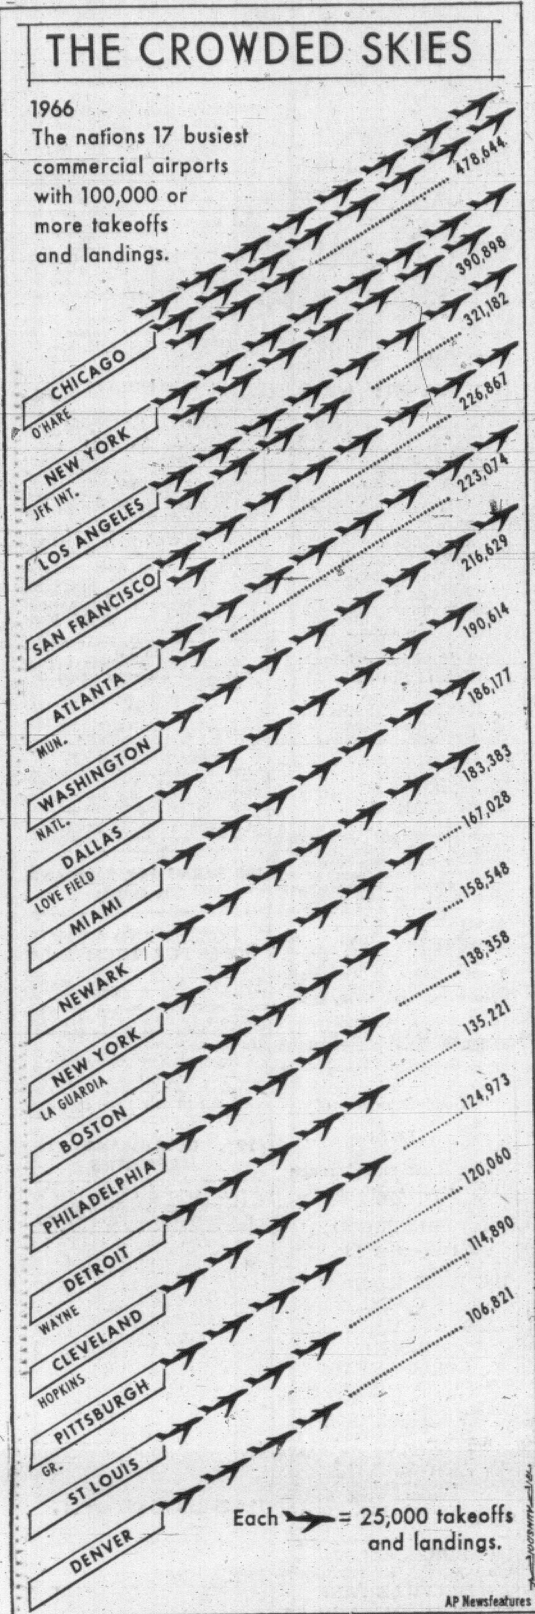 THE CROWDED SKIES
1966
The nations 17 busiest
commercial airports
with 100,000 or
more takeoffs
and landings.
CHICAGO
O'HARE
478,644
NEW YORK
JFK INT.
390,898
LOS ANGELES
321,182
SAN FRANCISCO
226,867
ATLANTA
MUN.
223,074
WASHINGTON
NATL.
216,629
DALLAS
LOVE FIELD
190,614
MIAMI
186,177
NEWARK
183,383
NEW YORK
LA GUARDIA
167,028
BOSTON
158,548
PHILADELPHIA
138,358
DETROIT
WAYNE
135,221
CLEVELAND
HOPKINS
124,973
PITTSBURGH
GR.
120,060
ST LOUIS
114,890
DENVER
106,821
Each = 25,000 takeoffs
and landings.
AP Newsfeatures